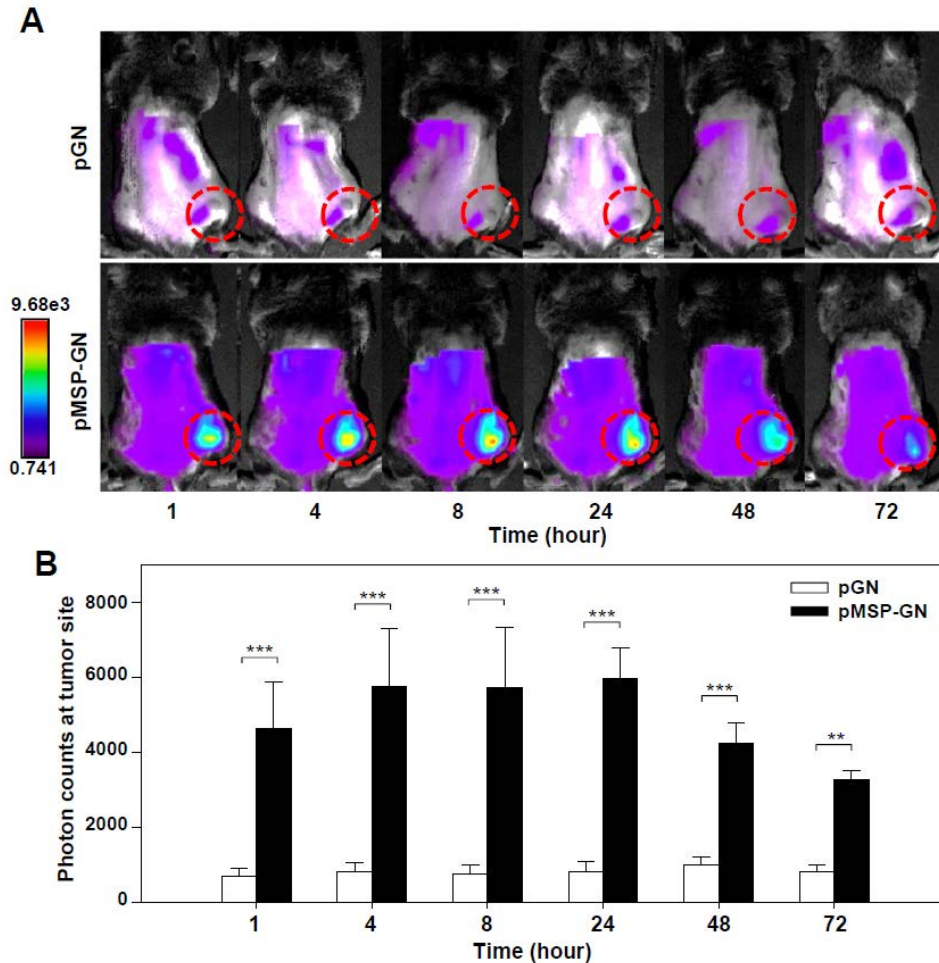 A
pGN
9.68e3
0.741
pMSP-GN
1 4 8 24 48 72
Time (hour)
B
Photon counts at tumor site
8000
6000
4000
2000
0
pGN
pMSP-GN
*** *** *** *** *** **
1 4 8 24 48 72
Time (hour)